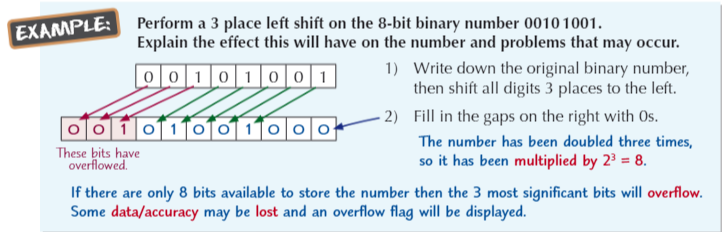 EXAMPLE:
Perform a 3 place left shift on the 8-bit binary number 0010 1001.
Explain the effect this will have on the number and problems that may occur.
0 0 1 0 1 0 0 1
1) Write down the original binary number,
then shift all digits 3 places to the left.
0 0 1 0 1 0 0 1 0 0 0
2) Fill in the gaps on the right with 0s.
These bits have
overflowed.
The number has been doubled three times,
so it has been multiplied by 2³ = 8.
If there are only 8 bits available to store the number then the 3 most significant bits will overflow.
Some data/accuracy may be lost and an overflow flag will be displayed.